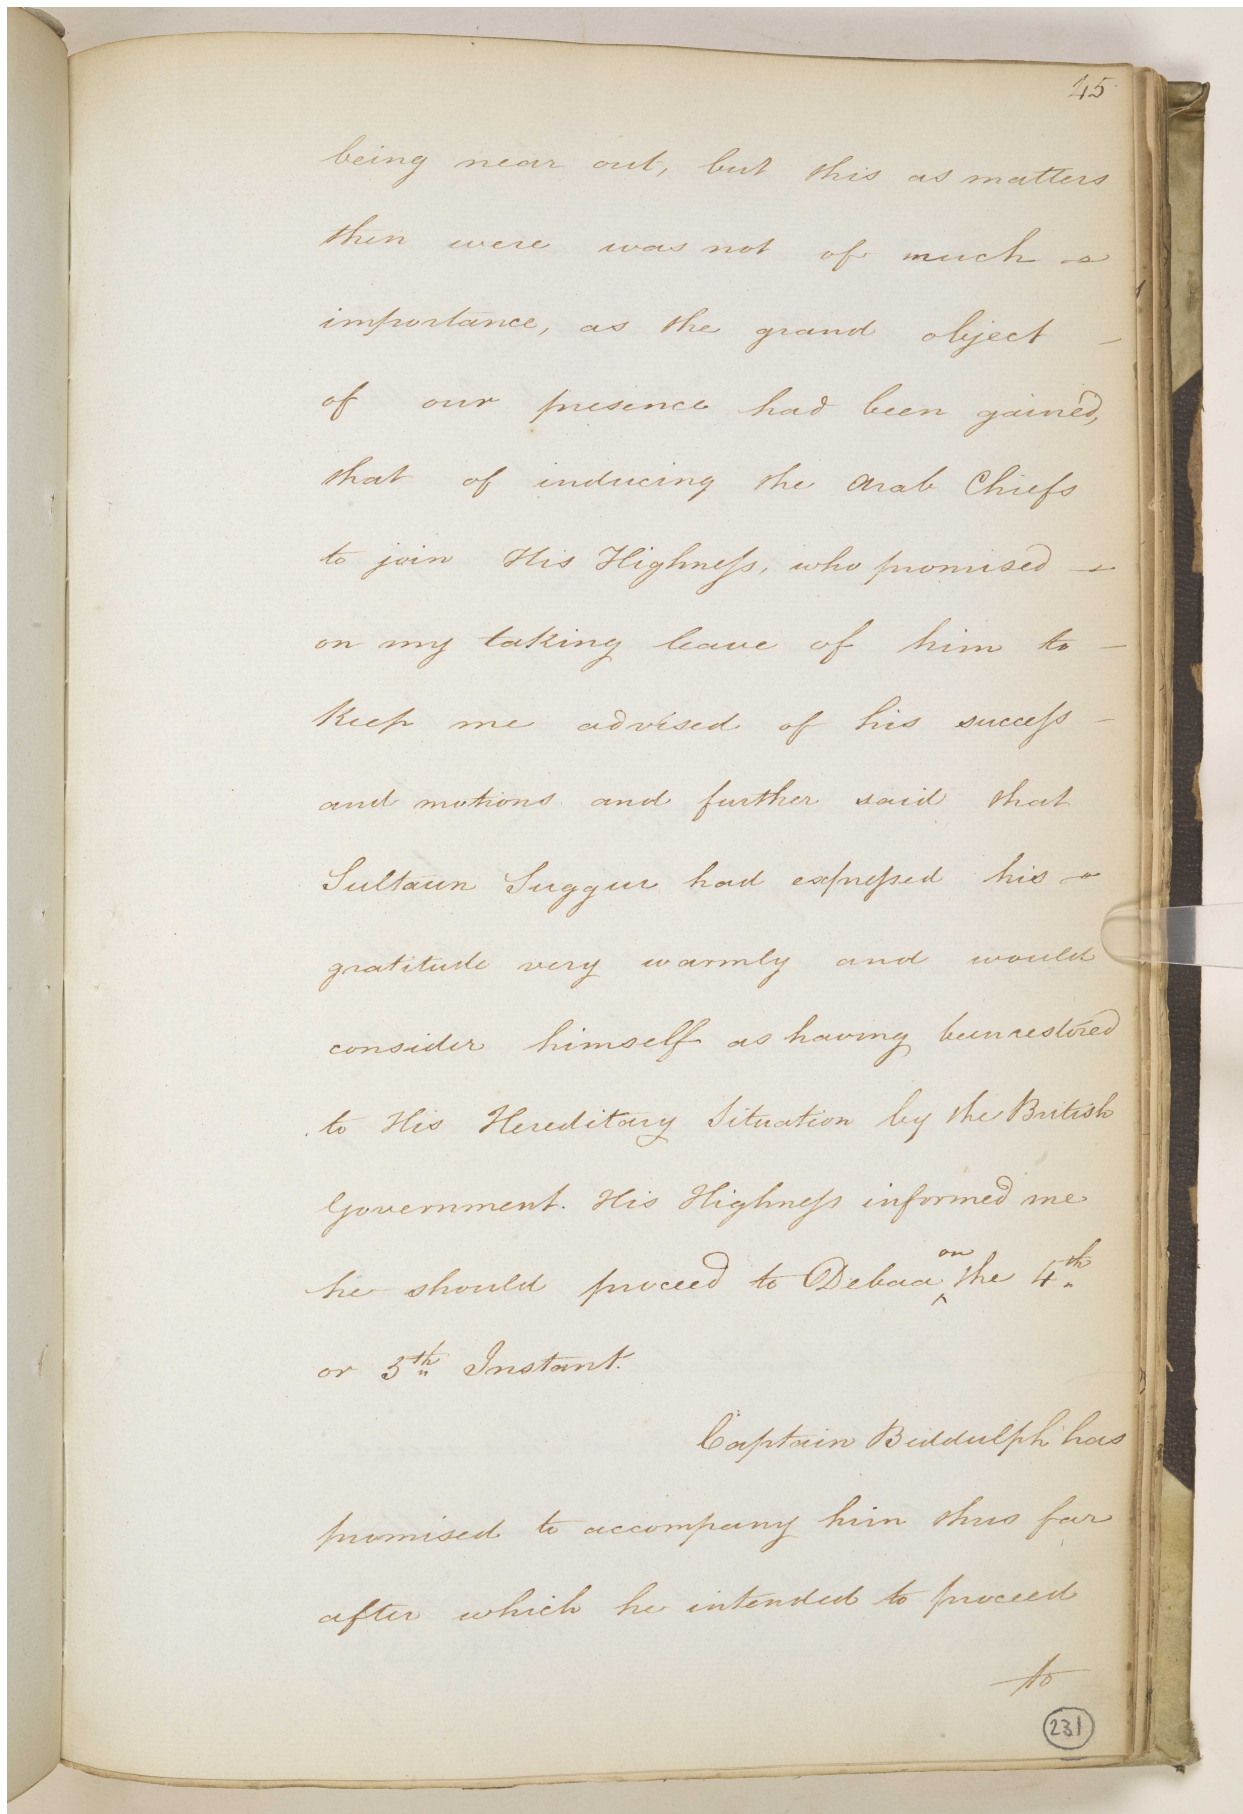 45
being near out, but this as matters
then were was not of much
importance, as the grand object -
of our presence had been gained,
that of inducing the Arab Chiefs
to join His Highneſs, who promised -
on my taking leave of him to -
Keep me advised of his succeſs -
and motions and further said that
Sultaun Suggur had expreſsed his
gratitude very warmly and would
consider himself as having been restored
to His Hereditary Situation by the British
Government. His Highneſs informed me
he should proceed to Debaa ^on the 4th
or 5th Instant.
Captain Biddulph has
promised to accompany him thus far
after which he intended to proceed
to
231